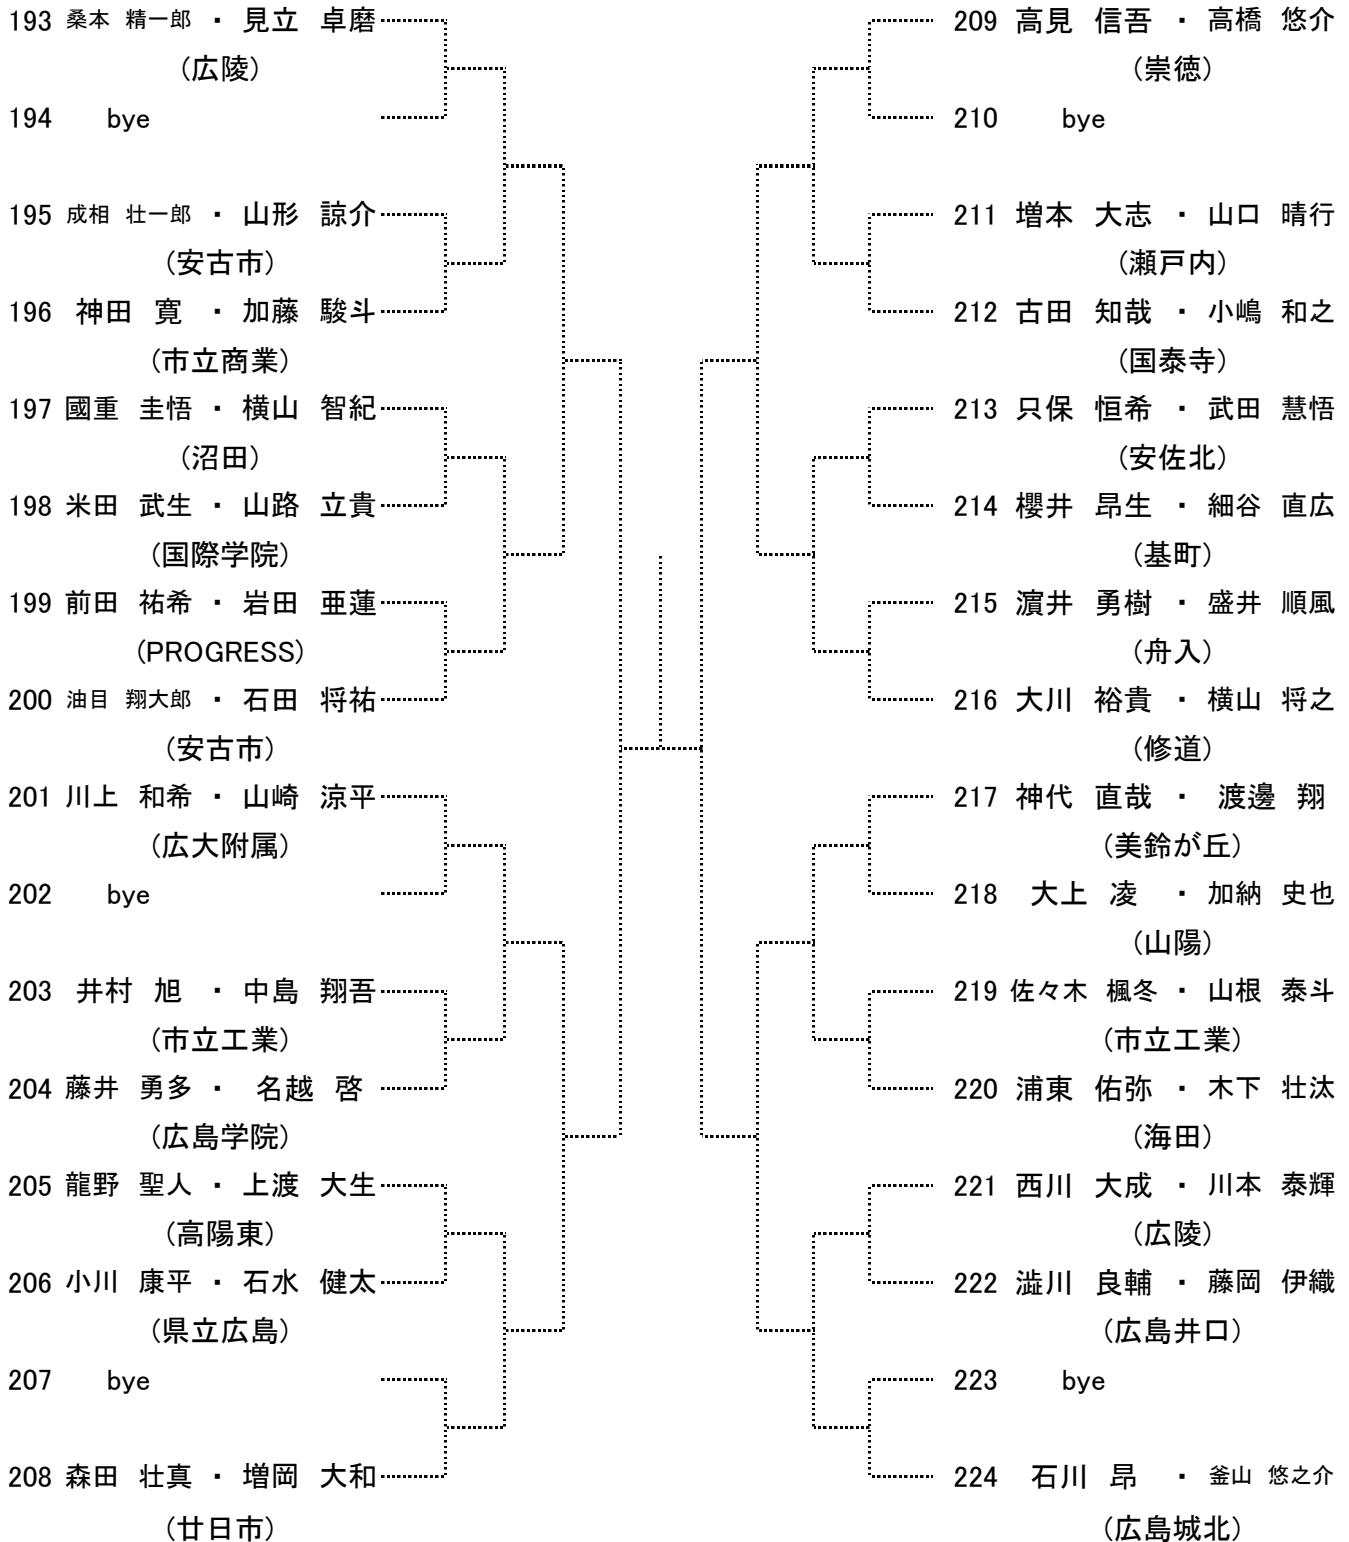 193 桑本 精一郎 ・ 見立 卓磨
（広陵）
194 bye
195 成相 壮一郎 ・ 山形 諒介
（安古市）
196 神田 寛 ・ 加藤 駿斗
（市立商業）
197 國重 圭悟 ・ 横山 智紀
（沼田）
198 米田 武生 ・ 山路 立貴
（国際学院）
199 前田 祐希 ・ 岩田 亜蓮
（PROGRESS）
200 油目 翔大郎 ・ 石田 将祐
（安古市）
201 川上 和希 ・ 山崎 涼平
（広大附属）
202 bye
203 井村 旭 ・ 中島 翔吾
（市立工業）
204 藤井 勇多 ・ 名越 啓
（広島学院）
205 龍野 聖人 ・ 上渡 大生
（高陽東）
206 小川 康平 ・ 石水 健太
（県立広島）
207 bye
208 森田 壮真 ・ 増岡 大和
（廿日市）
209 高見 信吾 ・ 高橋 悠介
（崇徳）
210 bye
211 増本 大志 ・ 山口 晴行
（瀬戸内）
212 古田 知哉 ・ 小嶋 和之
（国泰寺）
213 只保 恒希 ・ 武田 慧悟
（安佐北）
214 櫻井 昂生 ・ 細谷 直広
（基町）
215 濵井 勇樹 ・ 盛井 順風
（舟入）
216 大川 裕貴 ・ 横山 将之
（修道）
217 神代 直哉 ・ 渡邊 翔
（美鈴が丘）
218 大上 凌 ・ 加納 史也
（山陽）
219 佐々木 楓冬 ・ 山根 泰斗
（市立工業）
220 浦東 佑弥 ・ 木下 壮汰
（海田）
221 西川 大成 ・ 川本 泰輝
（広陵）
222 澁川 良輔 ・ 藤岡 伊織
（広島井口）
223 bye
224 石川 昂 ・ 釜山 悠之介
（広島城北）